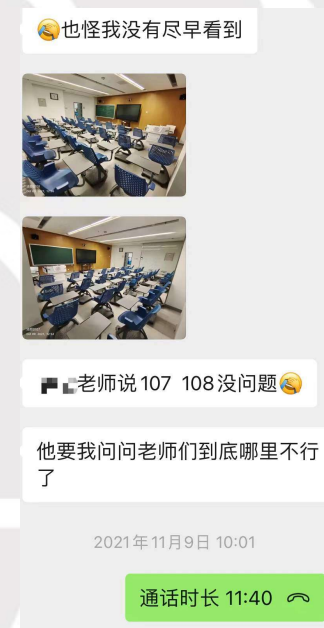 也怪我没有尽早看到
老师说107 108没问题
他要我问问老师们到底哪里不行
了
2021年11月9日 10:01
通话时长 11:40